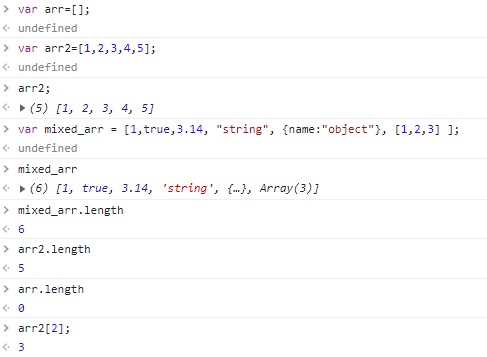 > var arr=[];
<· undefined
> var arr2=[1,2,3,4,5];
<· undefined
> arr2;
<· ▶(5) [1, 2, 3, 4, 5]
> var mixed_arr = [1,true,3.14, "string", {name:"object"}, [1,2,3] ];
<· undefined
> mixed_arr
<· ▶(6) [1, true, 3.14, 'string', {…}, Array(3)]
> mixed_arr.length
<· 6
> arr2.length
<· 5
> arr.length
<· 0
> arr2[2];
<· 3